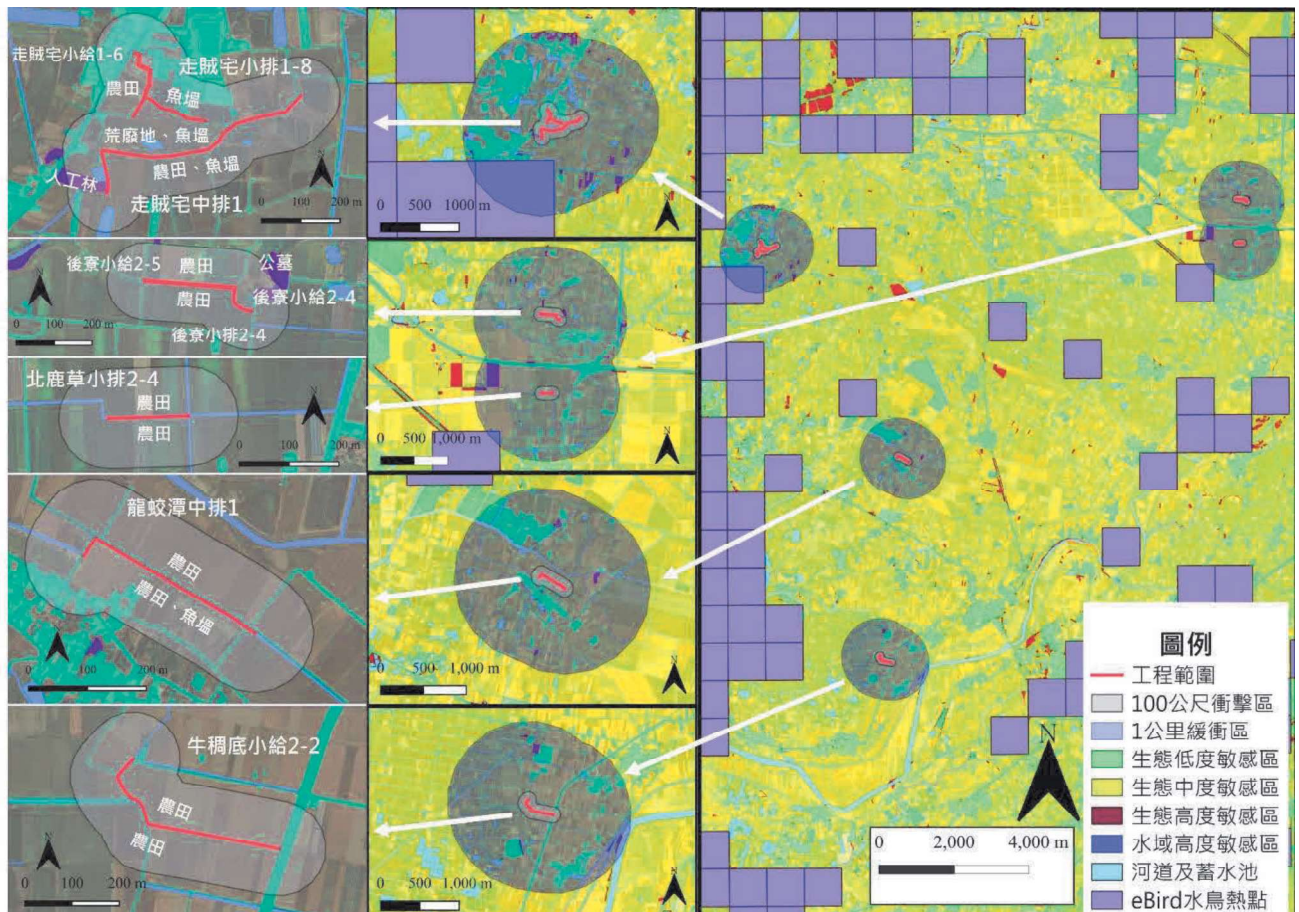 走賊宅小給1-6
走賊宅小排1-8
農田
魚塭
荒廢地、魚塭
農田、魚塭
人工林
走賊宅中排1
N
0 100 200 m
後寮小給2-5
農田
公墓
農田
後寮小給2-4
後寮小排2-4
N
0 100 200 m
北鹿草小排2-4
農田
農田
N
0 100 200 m
龍蛟潭中排1
農田
農田、魚塭
N
0 100 200 m
牛稠底小給2-2
農田
農田
N
0 100 200 m
0 500 1000 m
N
0 500 1,000 m
N
0 500 1,000 m
N
0 500 1,000 m
N
圖例
工程範圍
100公尺衝擊區
1公里緩衝區
生態低度敏感區
生態中度敏感區
生態高度敏感區
水域高度敏感區
河道及蓄水池
eBird水鳥熱點
N
0 2,000 4,000 m